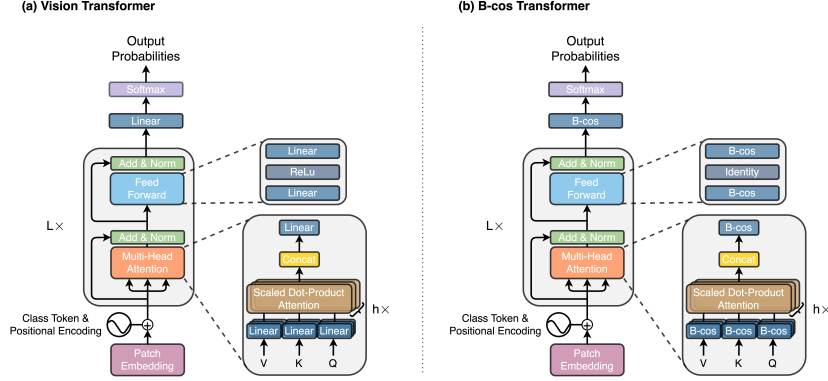 (a) Vision Transformer
Output
Probabilities
Softmax
Linear
Add & Norm
Feed
Forward
L×
Add & Norm
Multi-Head
Attention
Class Token &
Positional Encoding
Patch
Embedding
Linear
ReLu
Linear
Linear
Concat
Scaled Dot-Product
Attention
h×
Linear Linear Linear
V K Q
(b) B-cos Transformer
Output
Probabilities
Softmax
B-cos
Add & Norm
Feed
Forward
L×
Add & Norm
Multi-Head
Attention
Class Token &
Positional Encoding
Patch
Embedding
B-cos
Identity
B-cos
B-cos
Concat
Scaled Dot-Product
Attention
h×
B-cos B-cos B-cos
V K Q